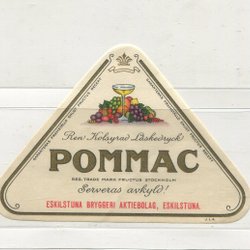 Ren Kolsyrad Läskedryck
POMMAC
REG. TRADE MARK FRUCTUS STOCKHOLM
Serveras avkyld!
ESKILSTUNA BRYGGERI AKTIEBOLAG, ESKILSTUNA.